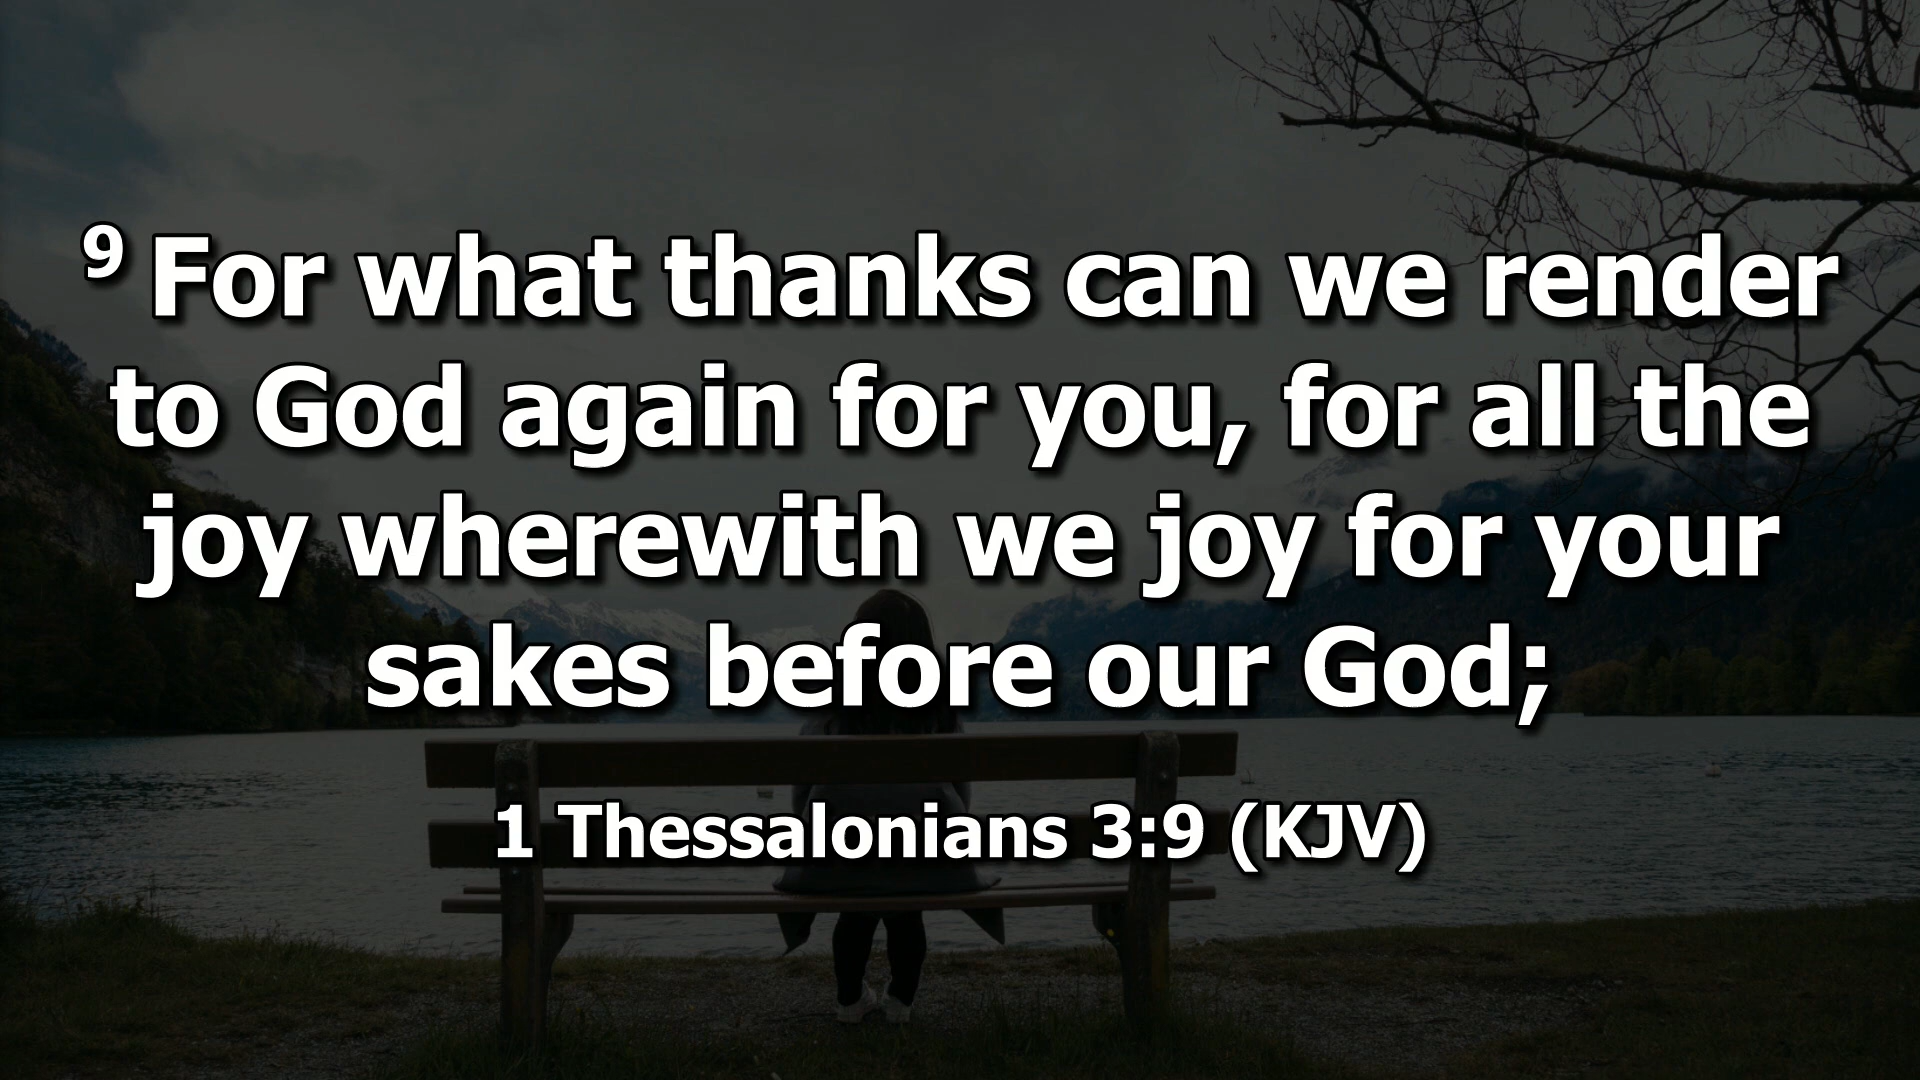 9 For what thanks can we render
to God again for you, for all the
joy wherewith we joy for your
sakes before our God;
1 Thessalonians 3:9 (KJV)